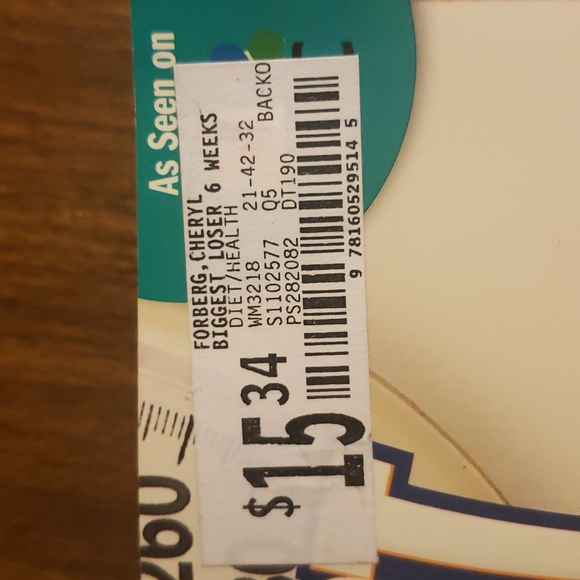 As Seen on
FORBERG,CHERYL
BIGGEST LOSER 6 WEEKS
DIET/HEALTH
WM3218 21-42-32
S1102577 Q5 BACKO
PS282082 DT190
9 781605 295145
$15 34
260